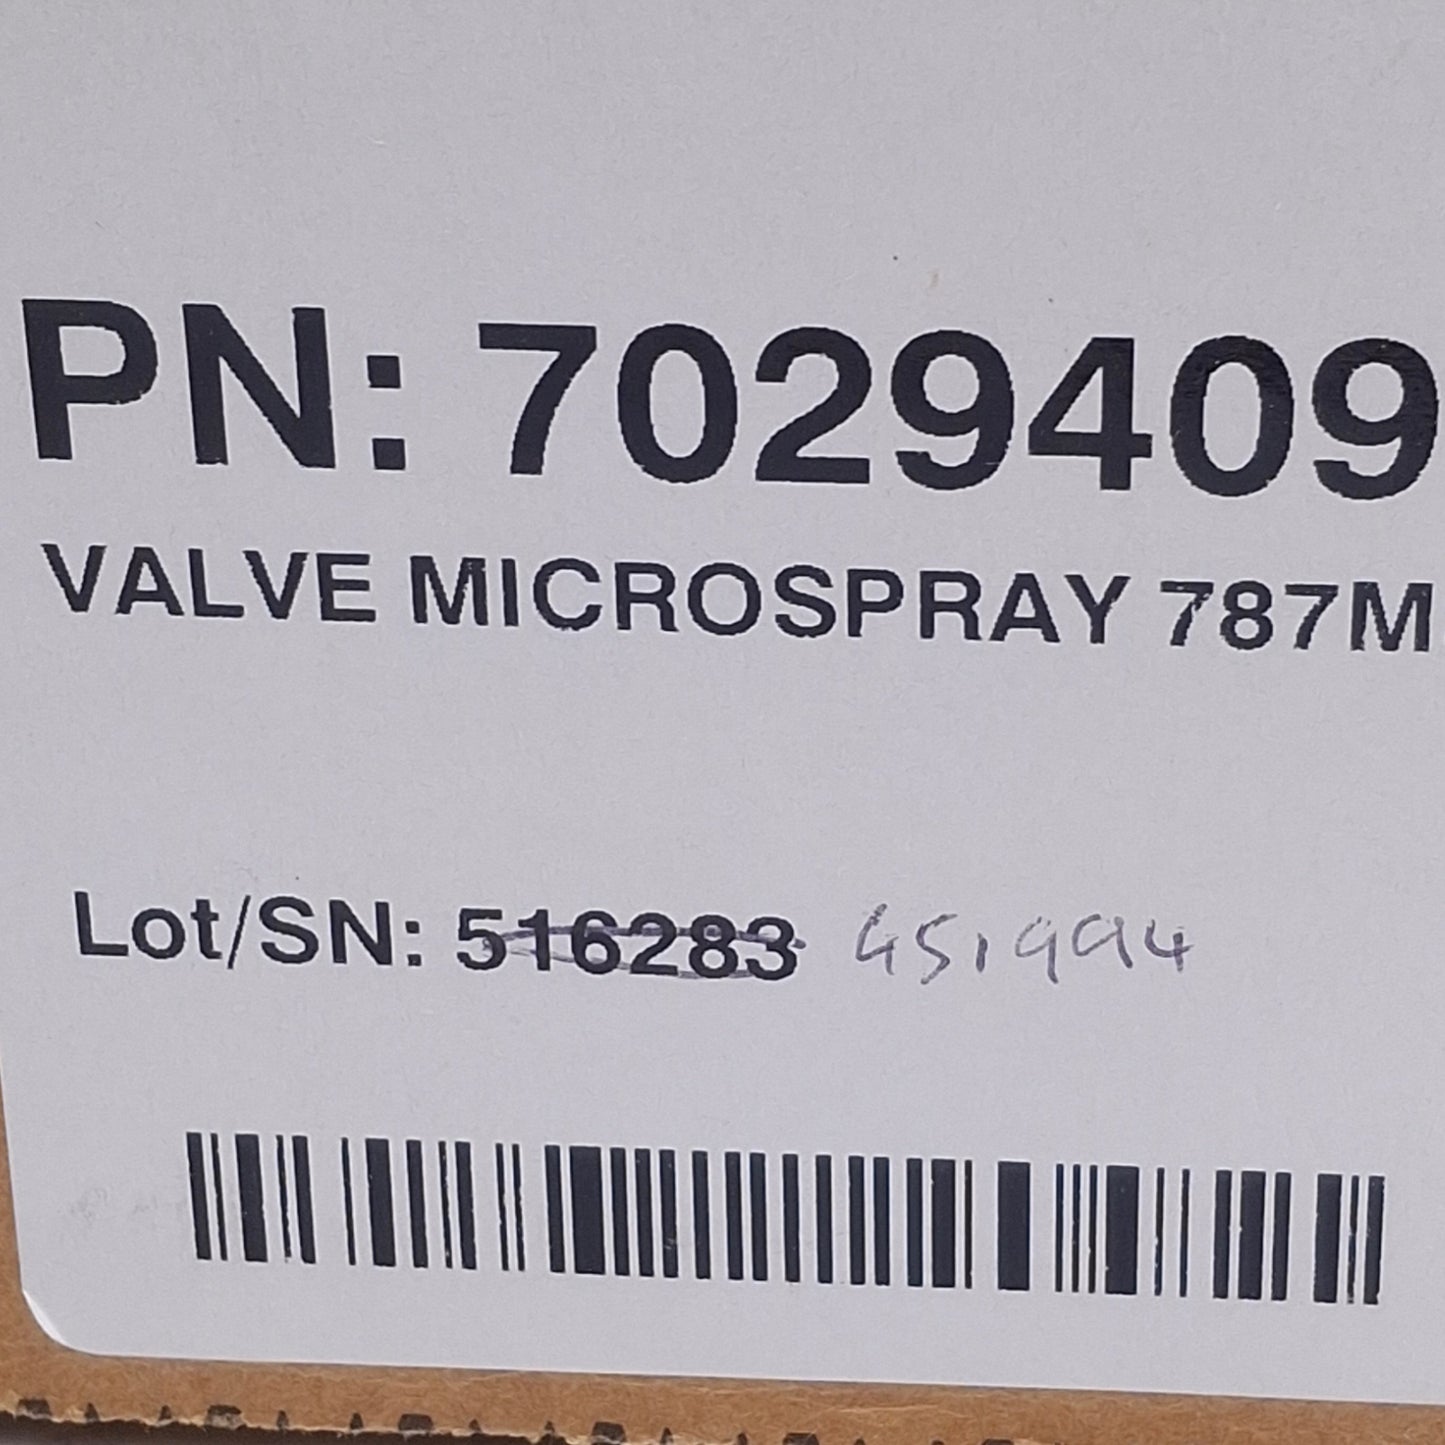 PN: 7029409
VALVE MICROSPRAY 787M
Lot/SN: 516283 451994